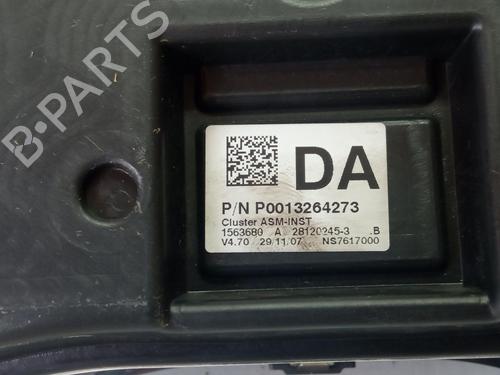 B-PARTS
DA
P/N P0013264273
Cluster ASM-INST
1563680 A 28120245-3 .B
V4.70 29.11.07 NS7617000